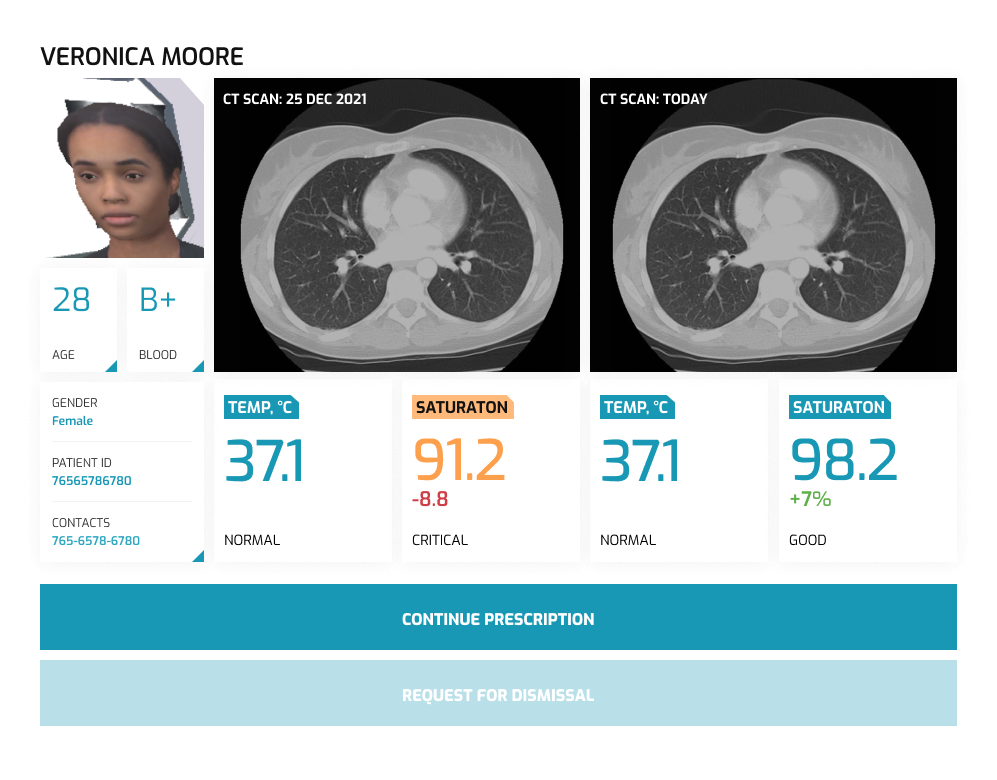 VERONICA MOORE
CT SCAN: 25 DEC 2021
CT SCAN: TODAY
28
AGE
B+
BLOOD
GENDER
Female
PATIENT ID
76565786780
CONTACTS
765-6578-6780
TEMP, °C
37.1
NORMAL
SATURATON
91.2
-8.8
CRITICAL
TEMP, °C
37.1
NORMAL
SATURATON
98.2
+7%
GOOD
CONTINUE PRESCRIPTION
REQUEST FOR DISMISSAL